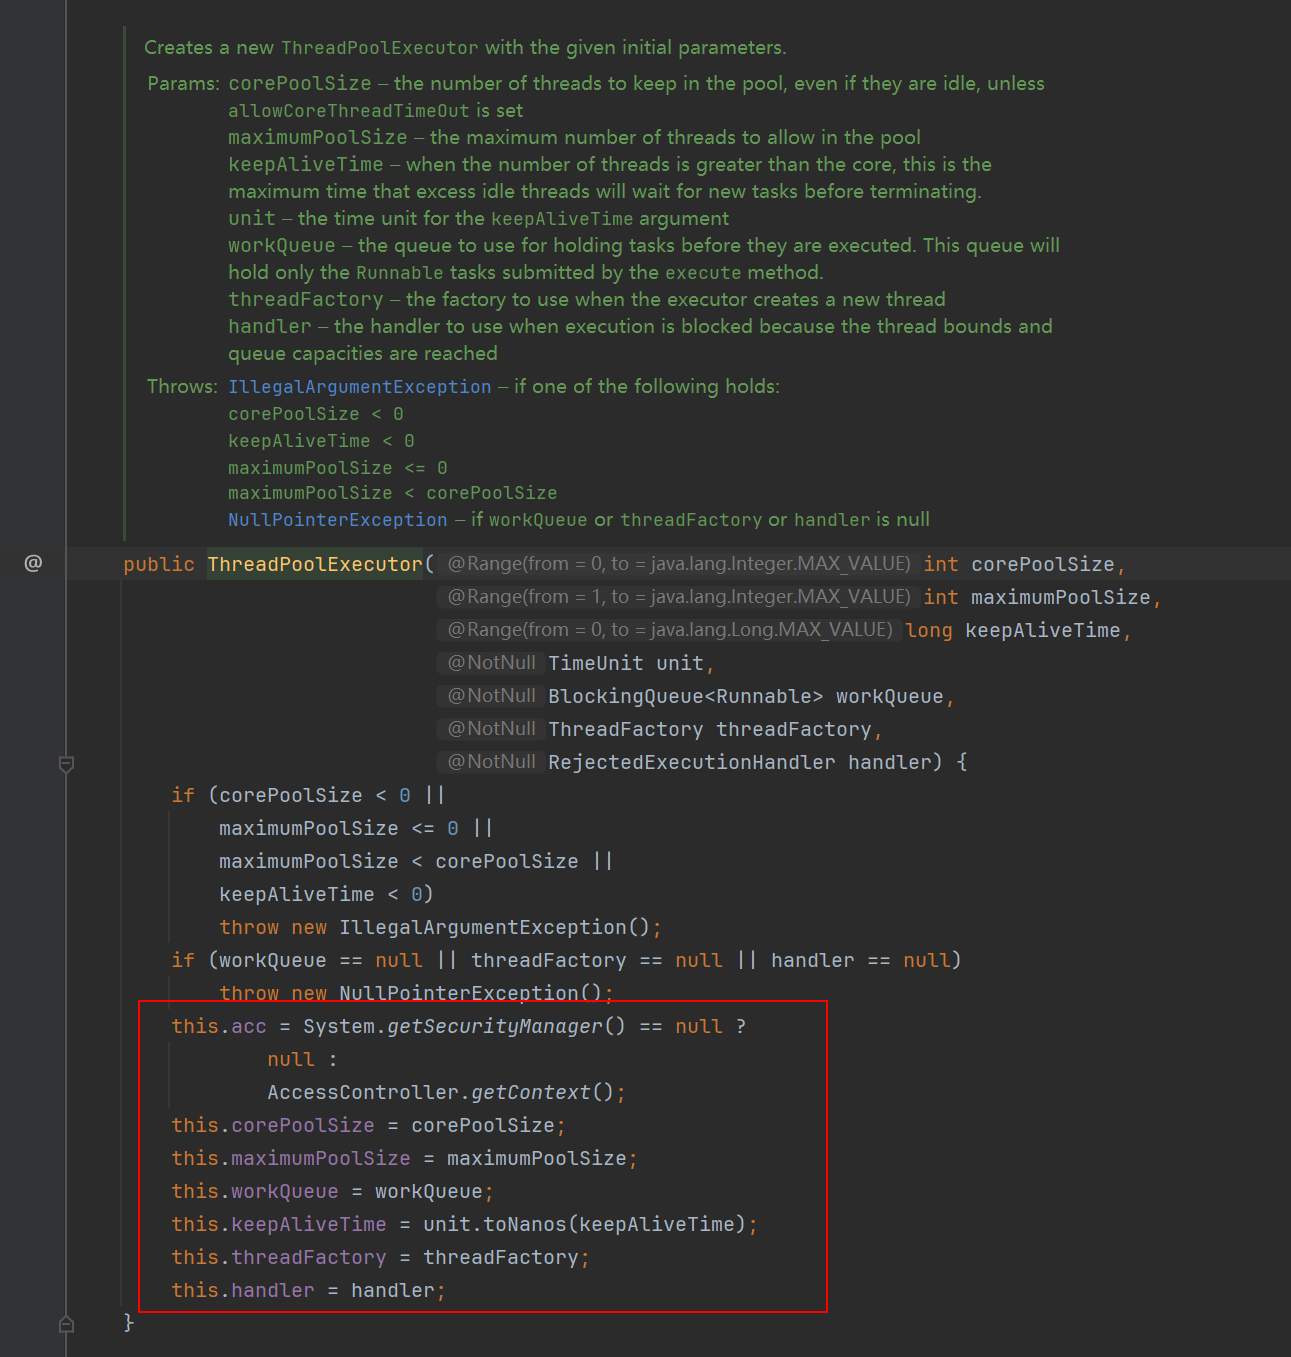 Creates a new ThreadPoolExecutor with the given initial parameters.
Params: corePoolSize – the number of threads to keep in the pool, even if they are idle, unless
allowCoreThreadTimeOut is set
maximumPoolSize – the maximum number of threads to allow in the pool
keepAliveTime – when the number of threads is greater than the core, this is the
maximum time that excess idle threads will wait for new tasks before terminating.
unit – the time unit for the keepAliveTime argument
workQueue – the queue to use for holding tasks before they are executed. This queue will
hold only the Runnable tasks submitted by the execute method.
threadFactory – the factory to use when the executor creates a new thread
handler – the handler to use when execution is blocked because the thread bounds and
queue capacities are reached
Throws: IllegalArgumentException – if one of the following holds:
corePoolSize < 0
keepAliveTime < 0
maximumPoolSize <= 0
maximumPoolSize < corePoolSize
NullPointerException – if workQueue or threadFactory or handler is null
@ public ThreadPoolExecutor( @Range(from = 0, to = java.lang.Integer.MAX_VALUE) int corePoolSize,
@Range(from = 1, to = java.lang.Integer.MAX_VALUE) int maximumPoolSize,
@Range(from = 0, to = java.lang.Long.MAX_VALUE) long keepAliveTime,
@NotNull TimeUnit unit,
@NotNull BlockingQueue<Runnable> workQueue,
@NotNull ThreadFactory threadFactory,
@NotNull RejectedExecutionHandler handler) {
if (corePoolSize < 0 ||
maximumPoolSize <= 0 ||
maximumPoolSize < corePoolSize ||
keepAliveTime < 0)
throw new IllegalArgumentException();
if (workQueue == null || threadFactory == null || handler == null)
throw new NullPointerException();
this.acc = System.getSecurityManager() == null ?
null :
AccessController.getContext();
this.corePoolSize = corePoolSize;
this.maximumPoolSize = maximumPoolSize;
this.workQueue = workQueue;
this.keepAliveTime = unit.toNanos(keepAliveTime);
this.threadFactory = threadFactory;
this.handler = handler;
}